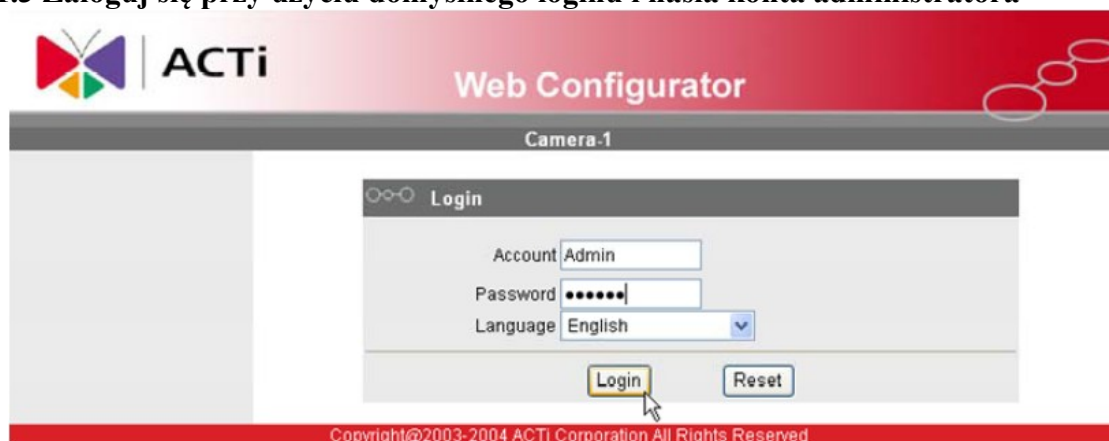 Zaloguj się przy użyciu domyślnego loginu i hasła konta administratora
ACTi
Web Configurator
Camera-1
Login
Account Admin
Password ••••••
Language English
Login Reset
Copyright@2003-2004 ACTi Corporation All Rights Reserved